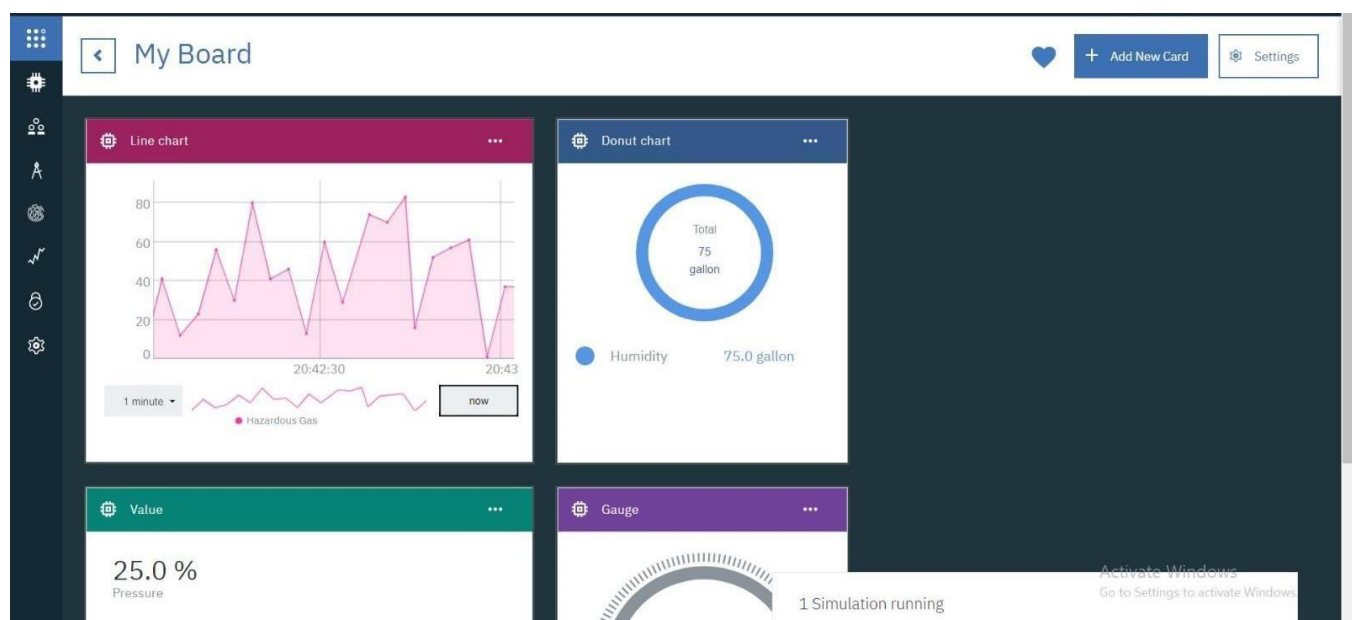 My Board
+ Add New Card
Settings
Line chart
80
60
40
20
0
20:42:30
20:43
1 minute
now
Hazardous Gas
Donut chart
Total
75
gallon
Humidity
75.0 gallon
Value
25.0 %
Pressure
Gauge
1 Simulation running
Activate Windows
Go to Settings to activate Windows.